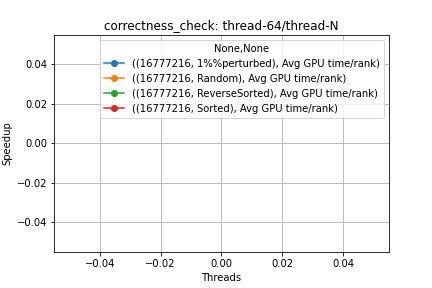 correctness_check: thread-64/thread-N
None,None
((16777216, 1%%perturbed), Avg GPU time/rank)
((16777216, Random), Avg GPU time/rank)
((16777216, ReverseSorted), Avg GPU time/rank)
((16777216, Sorted), Avg GPU time/rank)
Speedup
0.04
0.02
0.00
−0.02
−0.04
−0.04 −0.02 0.00 0.02 0.04
Threads